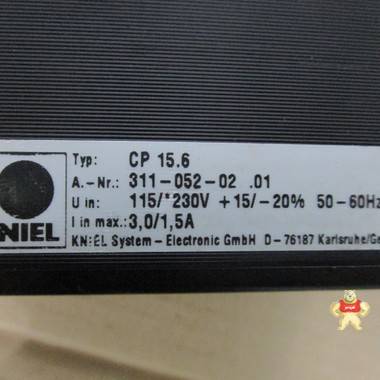 NIEL
Typ: CP 15.6
A.-Nr.: 311-052-02 .01
U in: 115/*230V +15/-20% 50-60Hz
I in max.: 3,0/1,5A
KNIEL System-Electronic GmbH D-76187 Karlsruhe/Ge